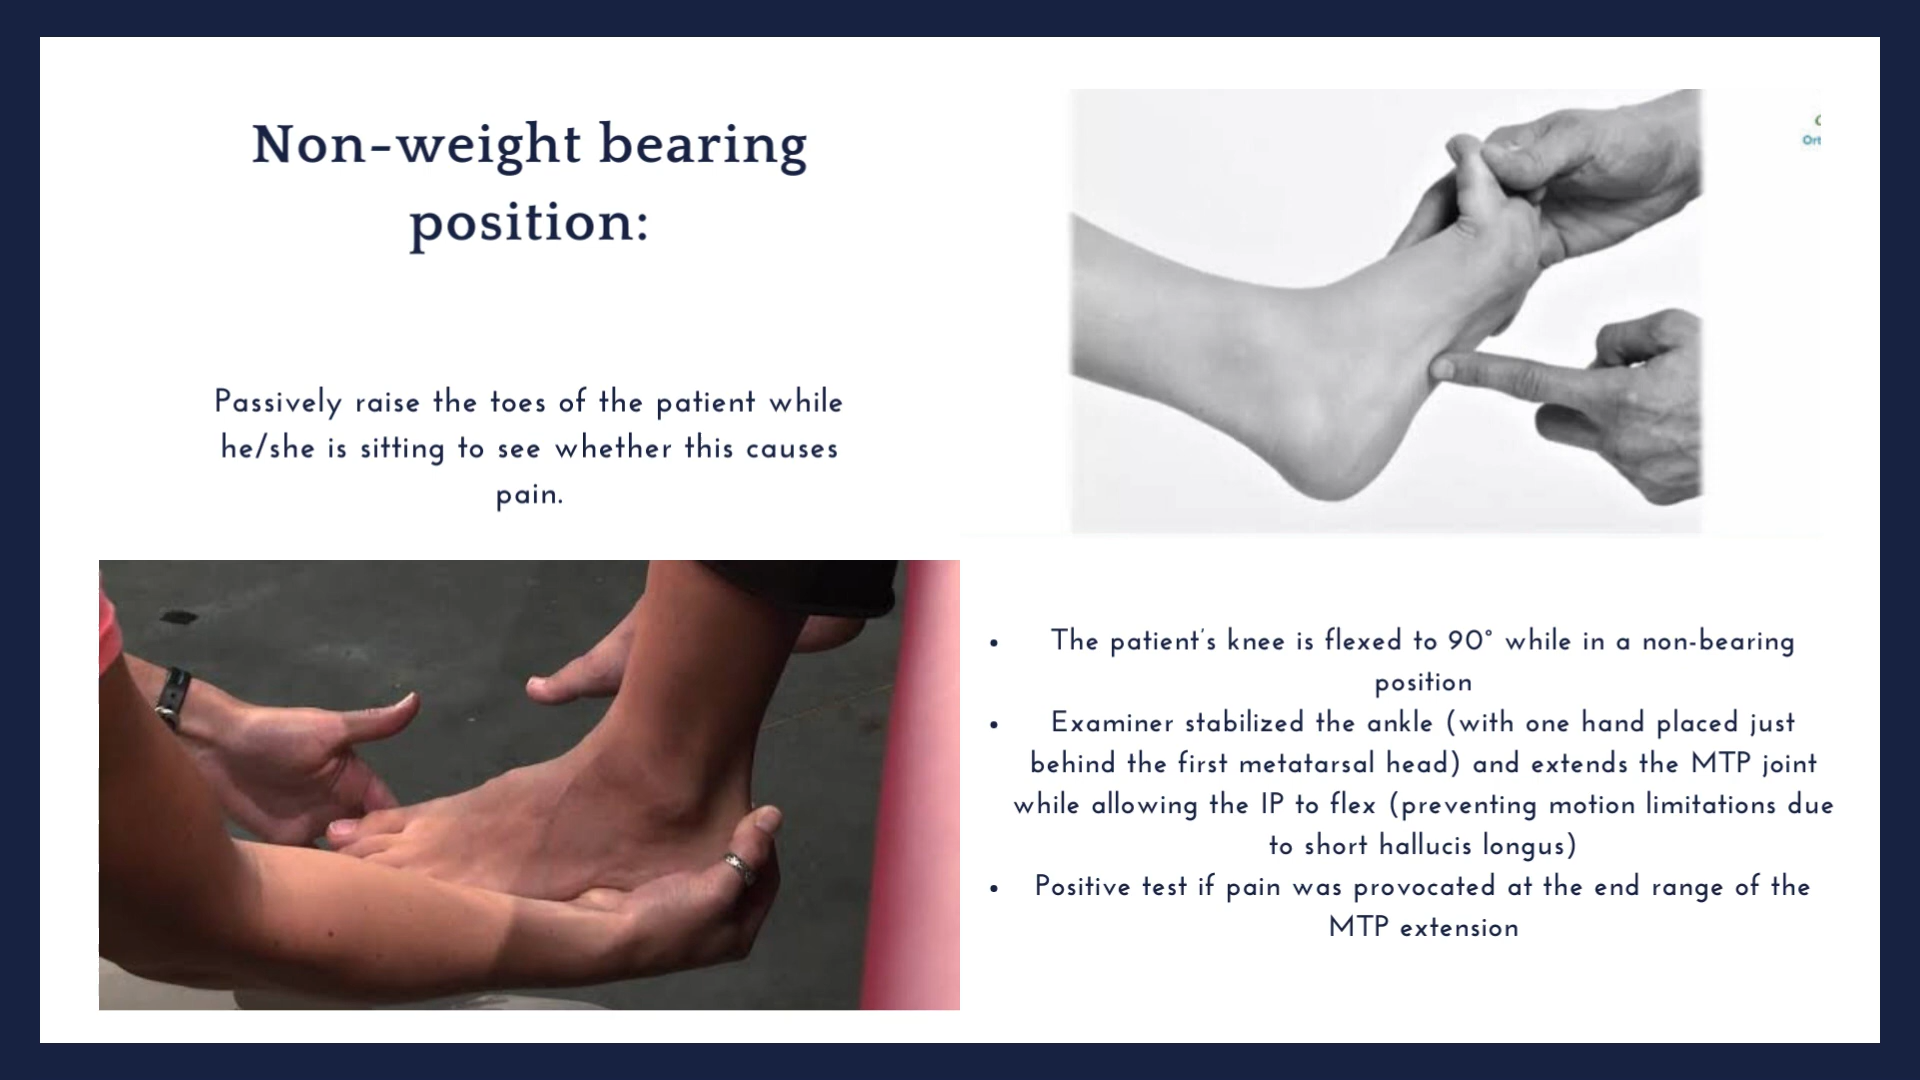 Non-weight bearing
position:
Passively raise the toes of the patient while
he/she is sitting to see whether this causes
pain.
• The patient's knee is flexed to 90° while in a non-bearing
position
• Examiner stabilized the ankle (with one hand placed just
behind the first metatarsal head) and extends the MTP joint
while allowing the IP to flex (preventing motion limitations due
to short hallucis longus)
• Positive test if pain was provocated at the end range of the
MTP extension